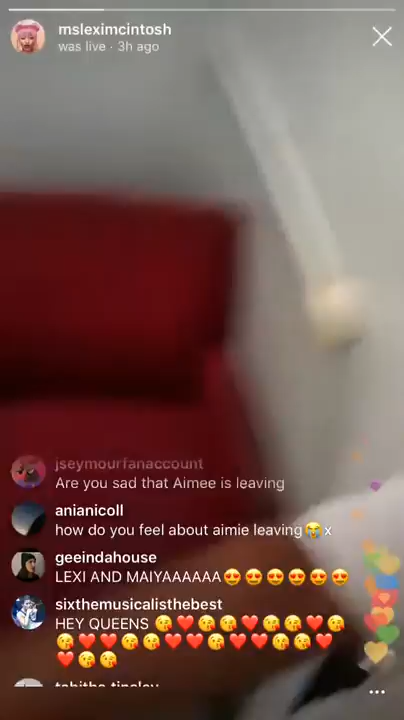 msleximcintosh
was live · 3h ago
jseymourfanaccount
Are you sad that Aimee is leaving
anianicoll
how do you feel about aimie leaving😭x
geeindahouse
LEXI AND MAIYAAAAAA😍😍😍😍😍😍
sixthemusicalisthebest
HEY QUEENS 😘❤️😘😘❤️😘😘❤️😘
😘❤️❤️😘😘❤️❤️😘❤️❤️😘😘❤️
❤️😘😘